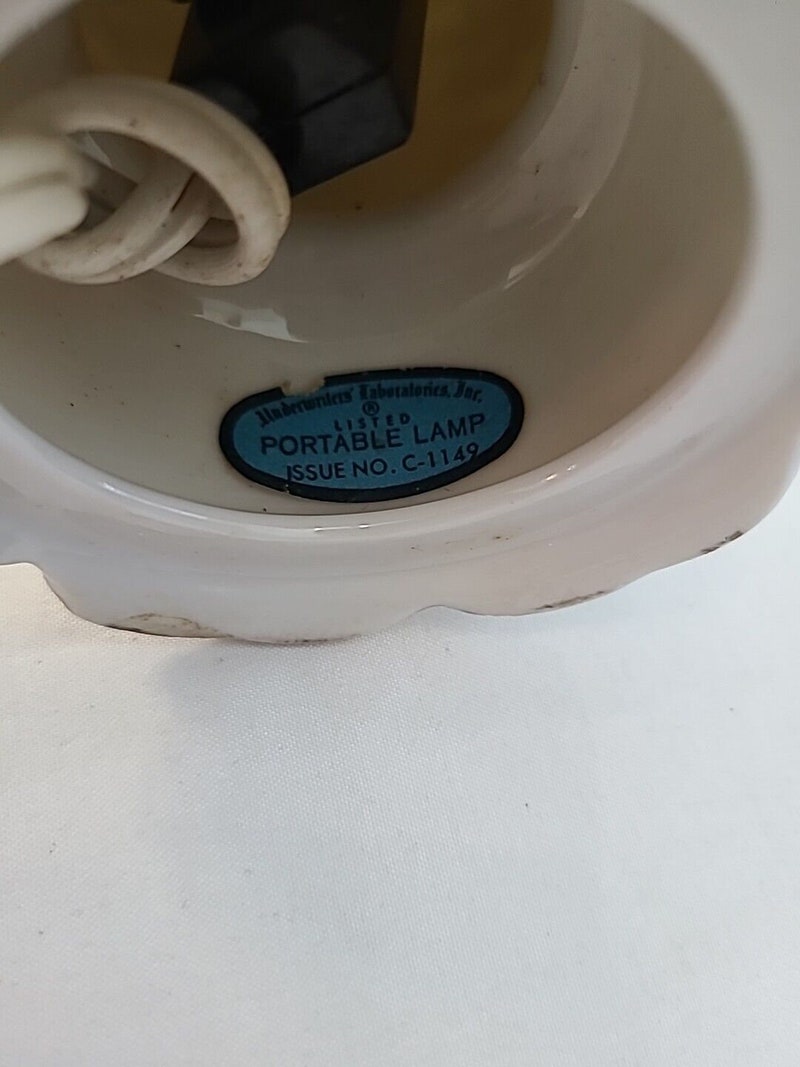 Underwriters' Laboratories, Inc.
®
LISTED
PORTABLE LAMP
ISSUE NO. C-1149